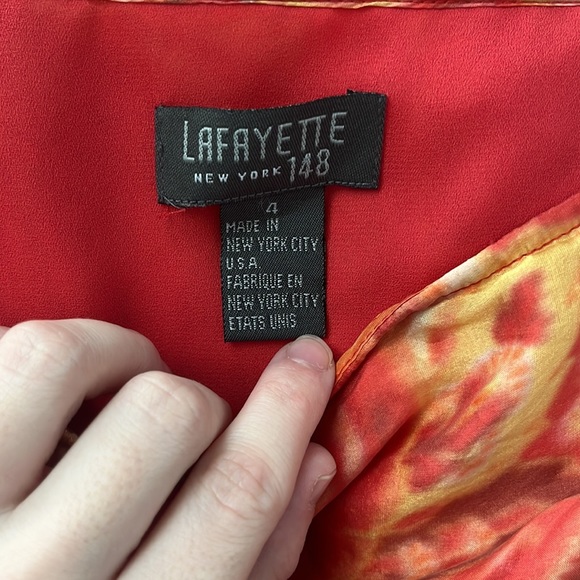 LAFAYETTE
NEW YORK 148
4
MADE IN
NEW YORK CITY
U.S.A.
FABRIQUE EN
NEW YORK CITY
ETATS UNIS